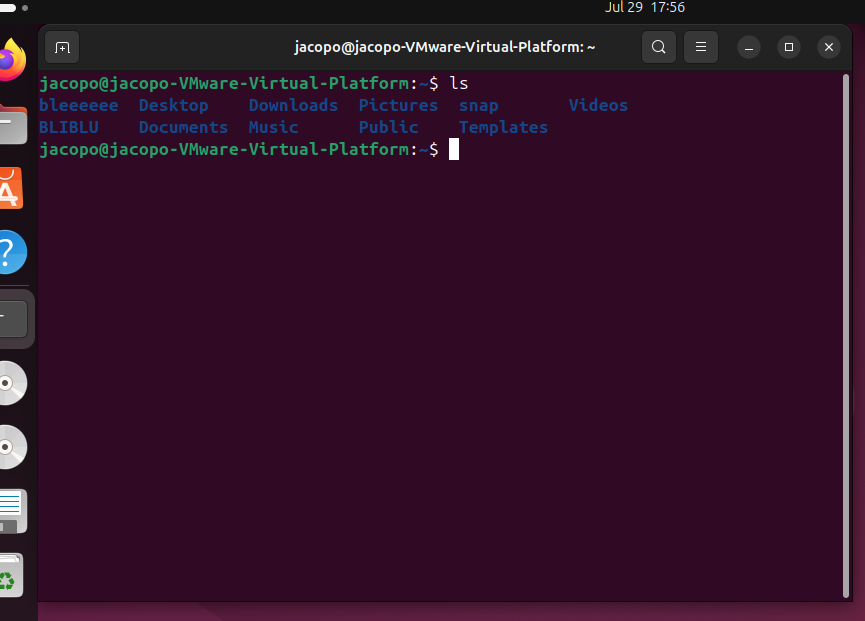 Jul 29 17:56
jacopo@jacopo-VMware-Virtual-Platform: ~
jacopo@jacopo-VMware-Virtual-Platform:~$ ls
bleeeeee Desktop Downloads Pictures snap Videos
BLIBLU Documents Music Public Templates
jacopo@jacopo-VMware-Virtual-Platform:~$